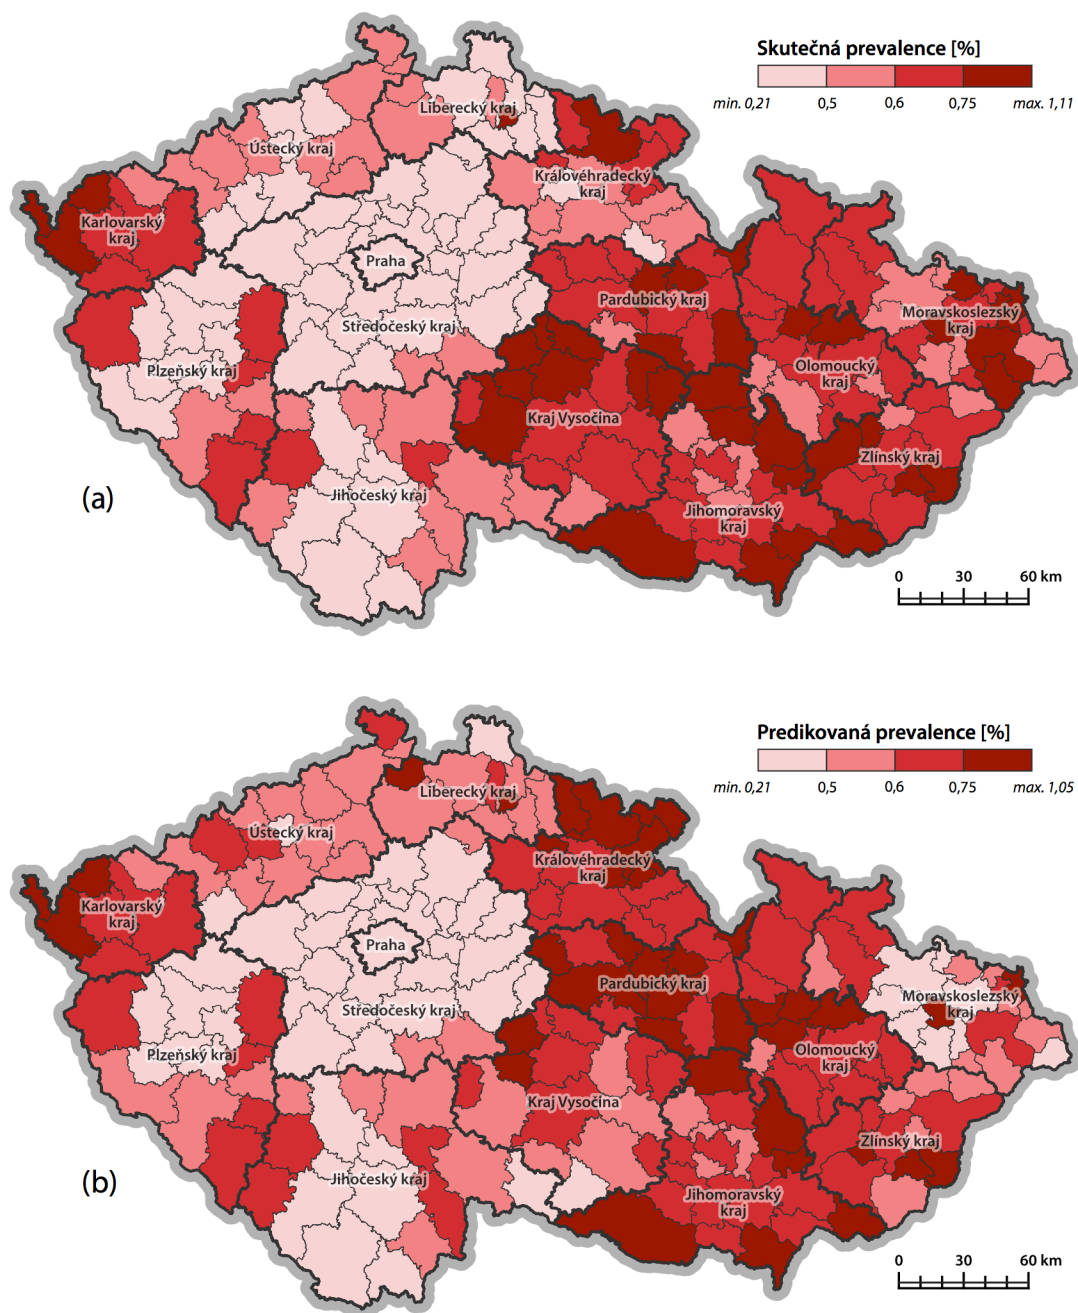 Skutečná prevalence [%]
min. 0,21
0,5
0,6
0,75
max. 1,11
Liberecký kraj
Ústecký kraj
Královéhradecký
kraj
Karlovarský
kraj
Praha
Pardubický kraj
Moravskoslezský
kraj
Středočeský kraj
Plzeňský kraj
Olomoucký
kraj
Kraj Vysočina
Zlínský kraj
(a)
Jihočeský kraj
Jihomoravský
kraj
0
30
60 km
Predikovaná prevalence [%]
min. 0,21
0,5
0,6
0,75
max. 1,05
Liberecký kraj
Ústecký kraj
Královéhradecký
kraj
Karlovarský
kraj
Praha
Pardubický kraj
Moravskoslezský
kraj
Středočeský kraj
Plzeňský kraj
Olomoucký
kraj
Kraj Vysočina
Zlínský kraj
(b)
Jihočeský kraj
Jihomoravský
kraj
0
30
60 km